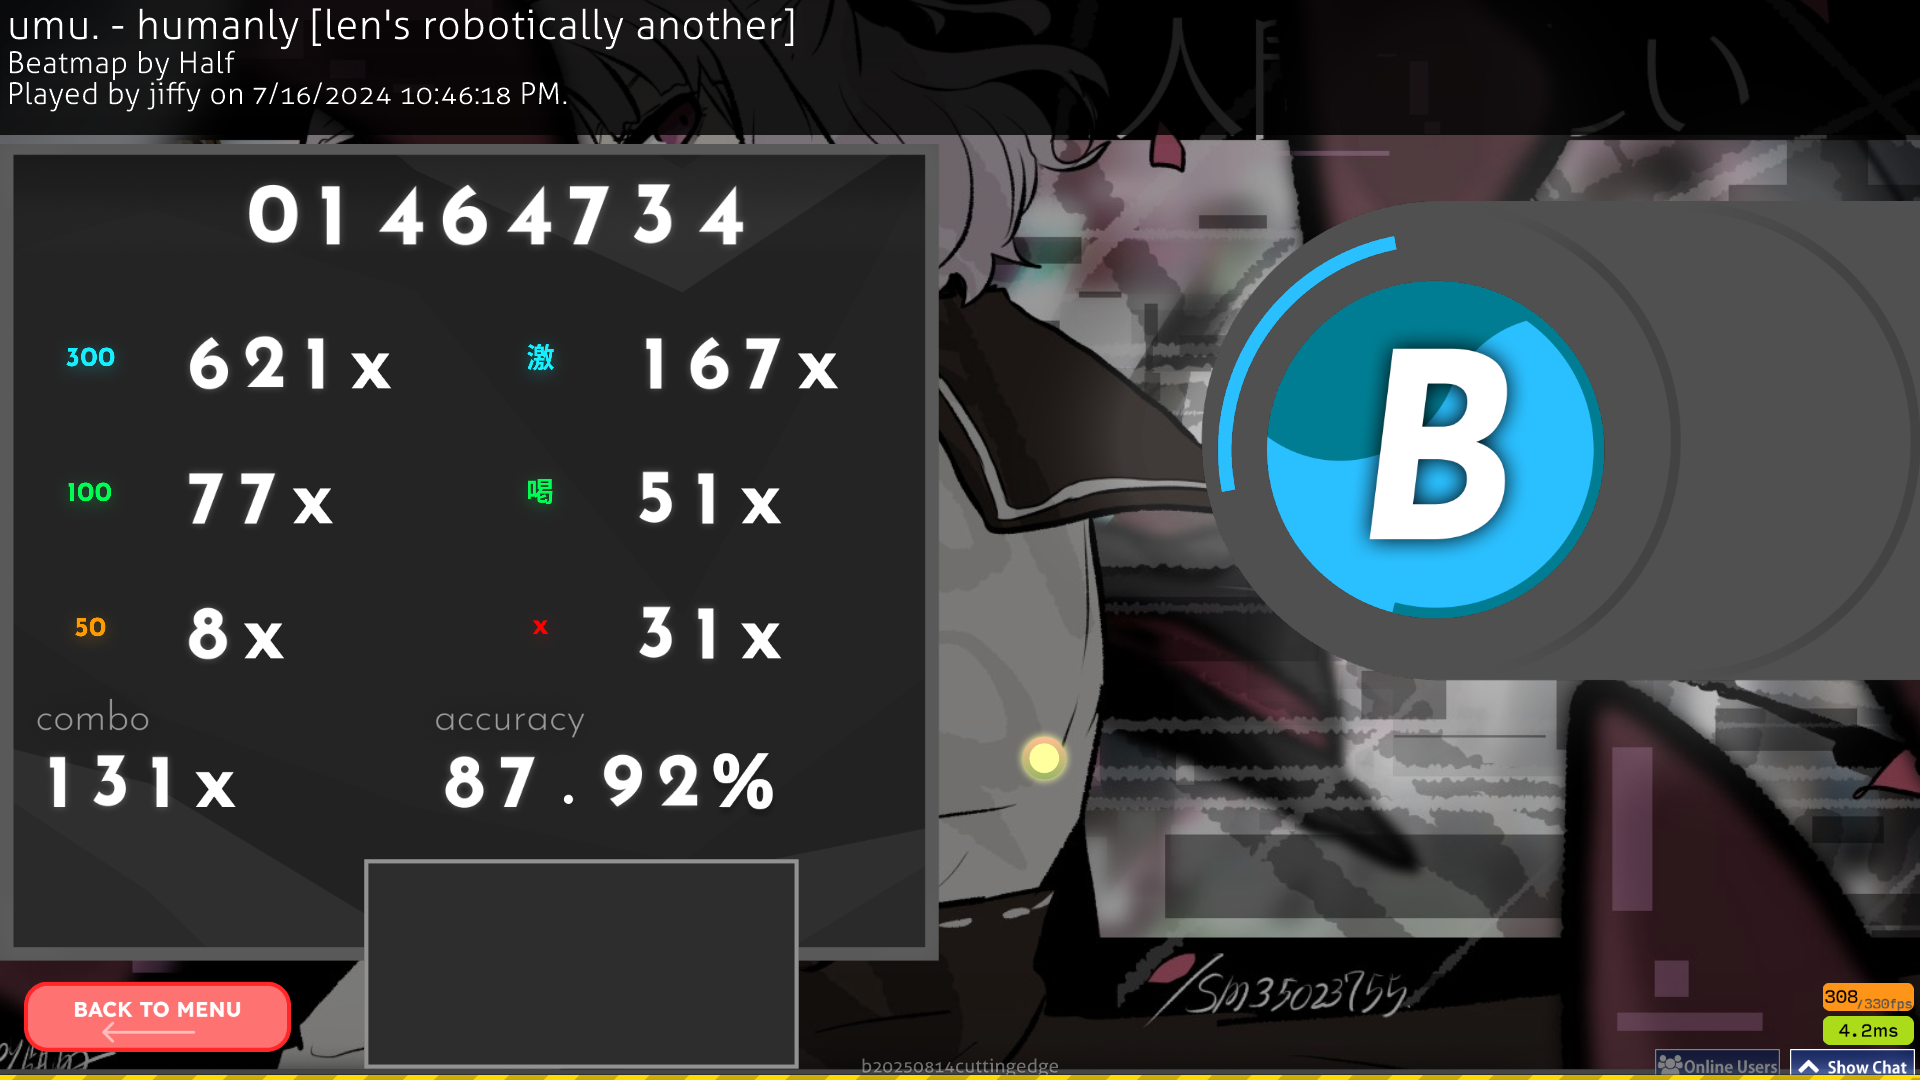 umu. - humanly [len's robotically another]
Beatmap by Half
Played by jiffy on 7/16/2024 10:46:18 PM.
01464734
300 621x 激 167x
100 77x 喝 51x
50 8x x 31x
combo accuracy
131x 87.92%
B
BACK TO MENU
/Sm35023755.
308/330fps
4.2ms
b20250814cuttingedge
Online Users
Show Chat